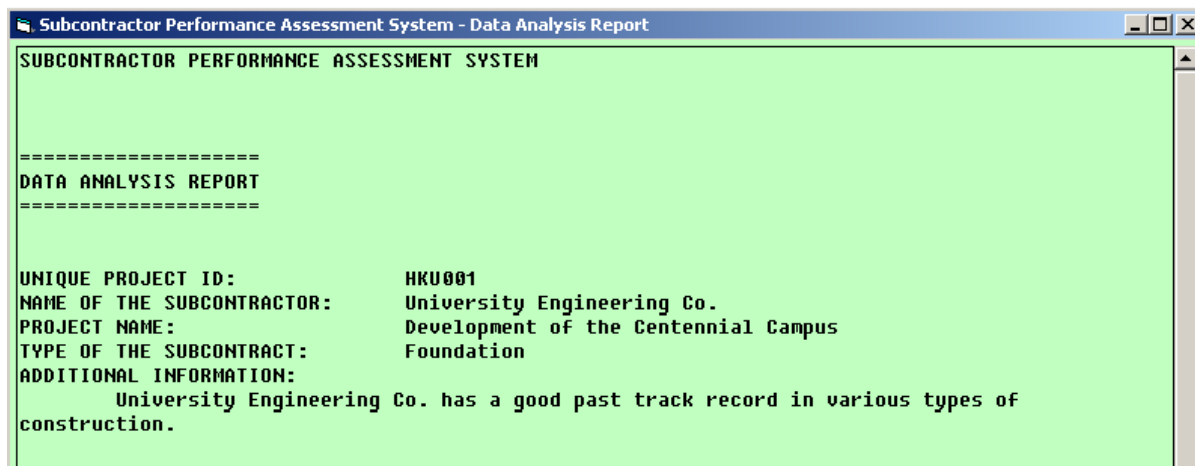 Subcontractor Performance Assessment System - Data Analysis Report
SUBCONTRACTOR PERFORMANCE ASSESSMENT SYSTEM
=====================
DATA ANALYSIS REPORT
=====================
UNIQUE PROJECT ID: HKU001
NAME OF THE SUBCONTRACTOR: University Engineering Co.
PROJECT NAME: Development of the Centennial Campus
TYPE OF THE SUBCONTRACT: Foundation
ADDITIONAL INFORMATION:
University Engineering Co. has a good past track record in various types of
construction.